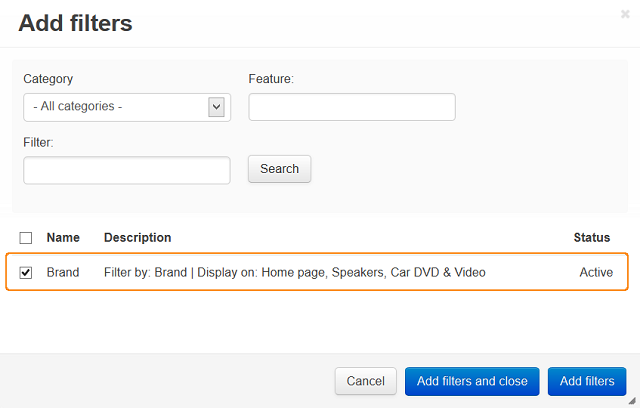 Add filters
Category Feature:
- All categories -
Filter:
Search
Name Description Status
Brand Filter by: Brand | Display on: Home page, Speakers, Car DVD & Video Active
Cancel Add filters and close Add filters